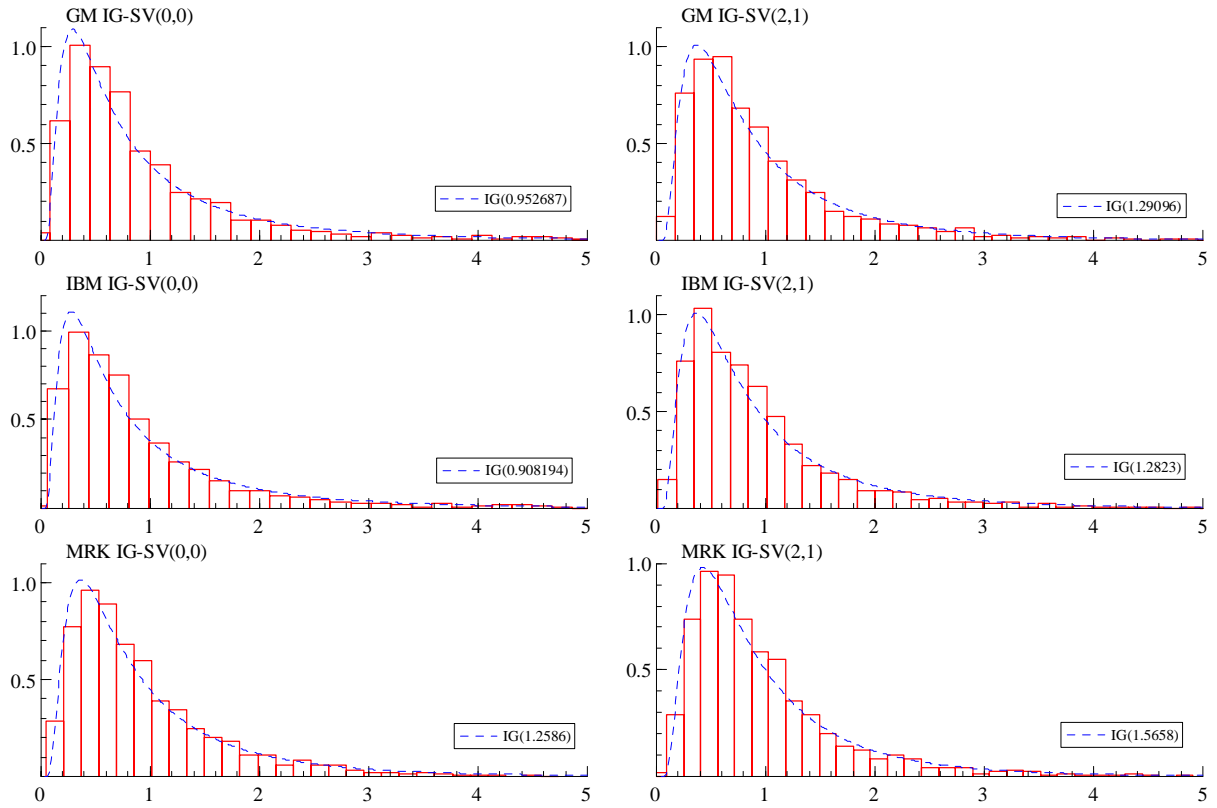 GM IG-SV(0,0)
1.0
0.5
IG(0.952687)
0 1 2 3 4 5
GM IG-SV(2,1)
1.0
0.5
IG(1.29096)
0 1 2 3 4 5
IBM IG-SV(0,0)
1.0
0.5
IG(0.908194)
0 1 2 3 4 5
IBM IG-SV(2,1)
1.0
0.5
IG(1.2823)
0 1 2 3 4 5
MRK IG-SV(0,0)
1.0
0.5
IG(1.2586)
0 1 2 3 4 5
MRK IG-SV(2,1)
1.0
0.5
IG(1.5658)
0 1 2 3 4 5